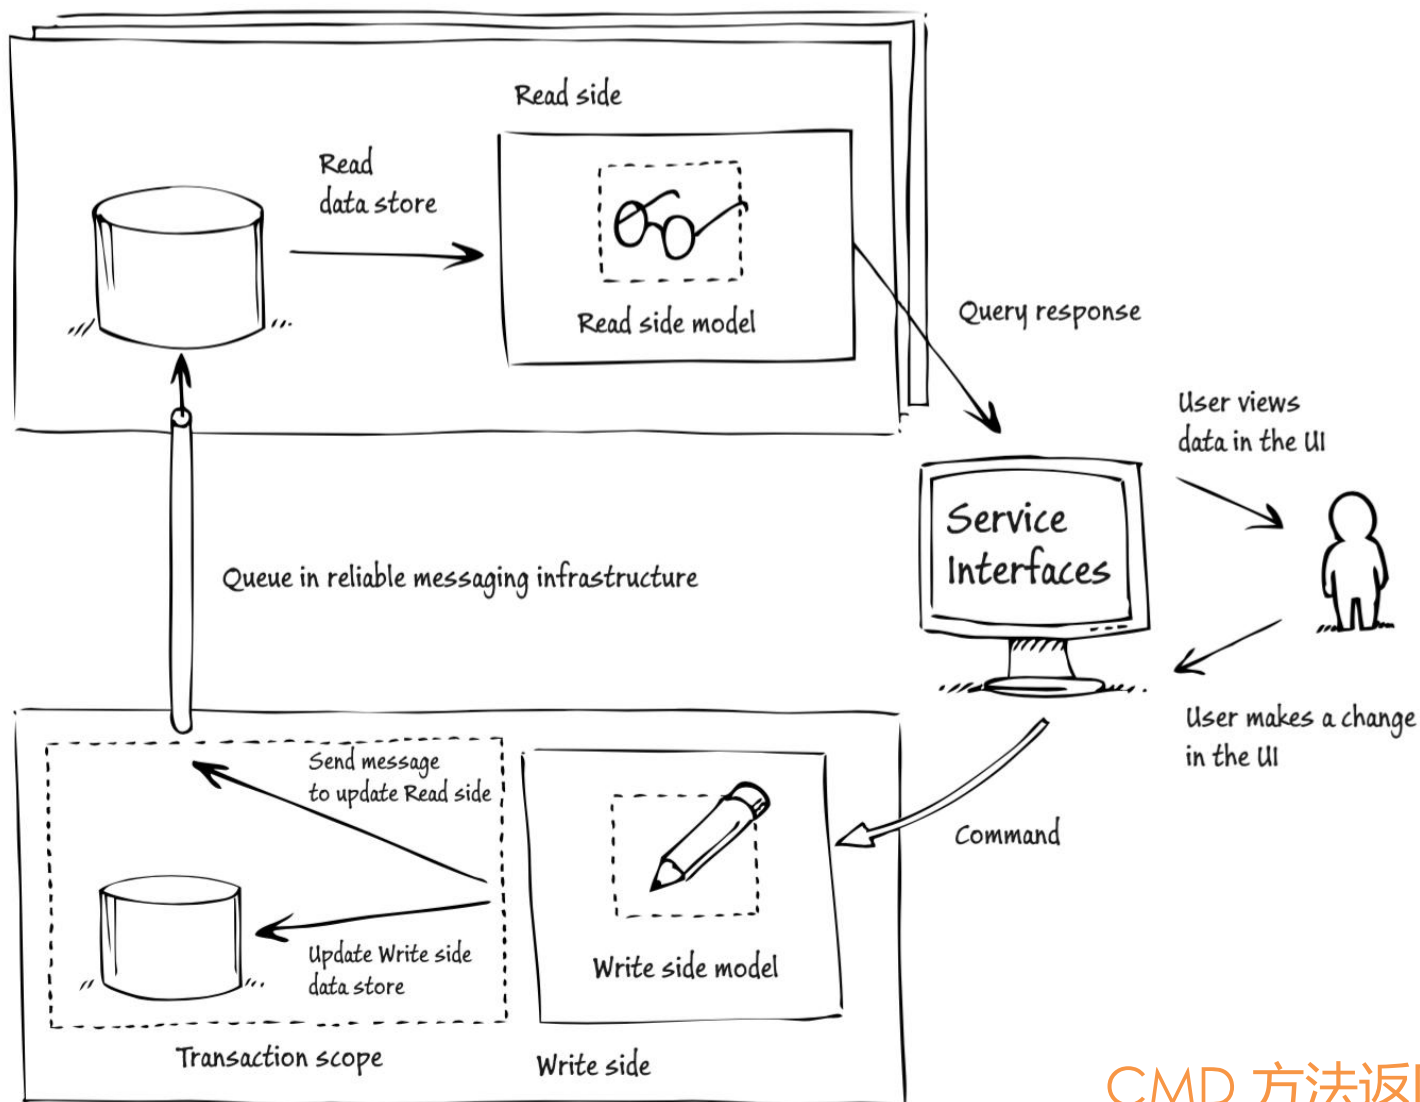 Read side
Read
data store
Read side model
Query response
User views
data in the UI
Service
Interfaces
Queue in reliable messaging infrastructure
User makes a change
in the UI
Send message
to update Read side
Command
Update Write side
data store
Write side model
Transaction scope
Write side
CMD 方法返